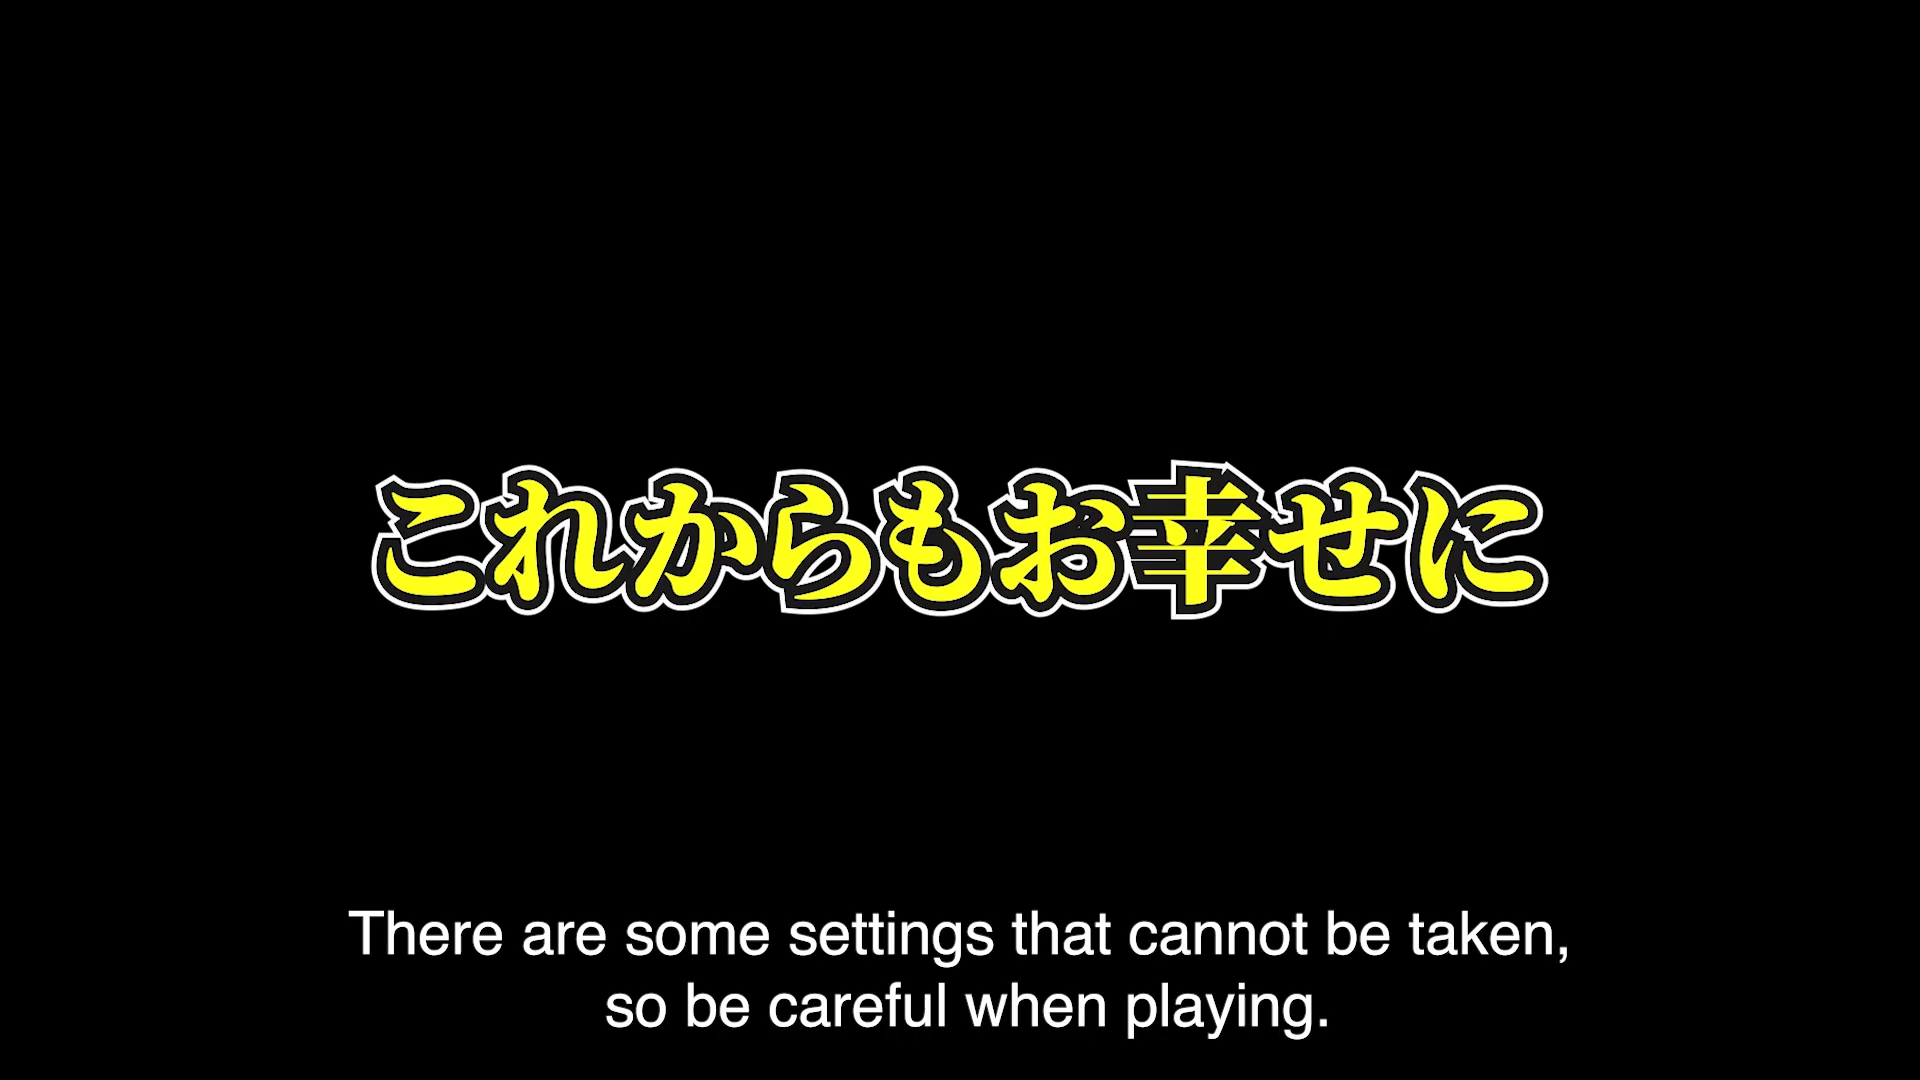 これからもお幸せに
There are some settings that cannot be taken,
so be careful when playing.